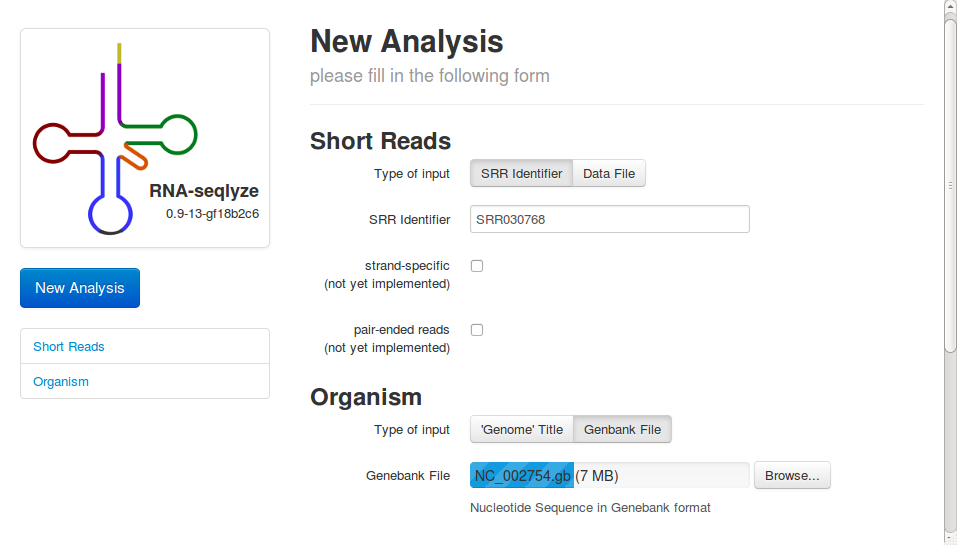 RNA-seqlyze
0.9-13-gf18b2c6
New Analysis
Short Reads
Organism
New Analysis
please fill in the following form
Short Reads
Type of input SRR Identifier Data File
SRR Identifier SRR030768
strand-specific
(not yet implemented)
pair-ended reads
(not yet implemented)
Organism
Type of input 'Genome' Title Genbank File
Genebank File NC_002754.gb (7 MB) Browse...
Nucleotide Sequence in Genebank format